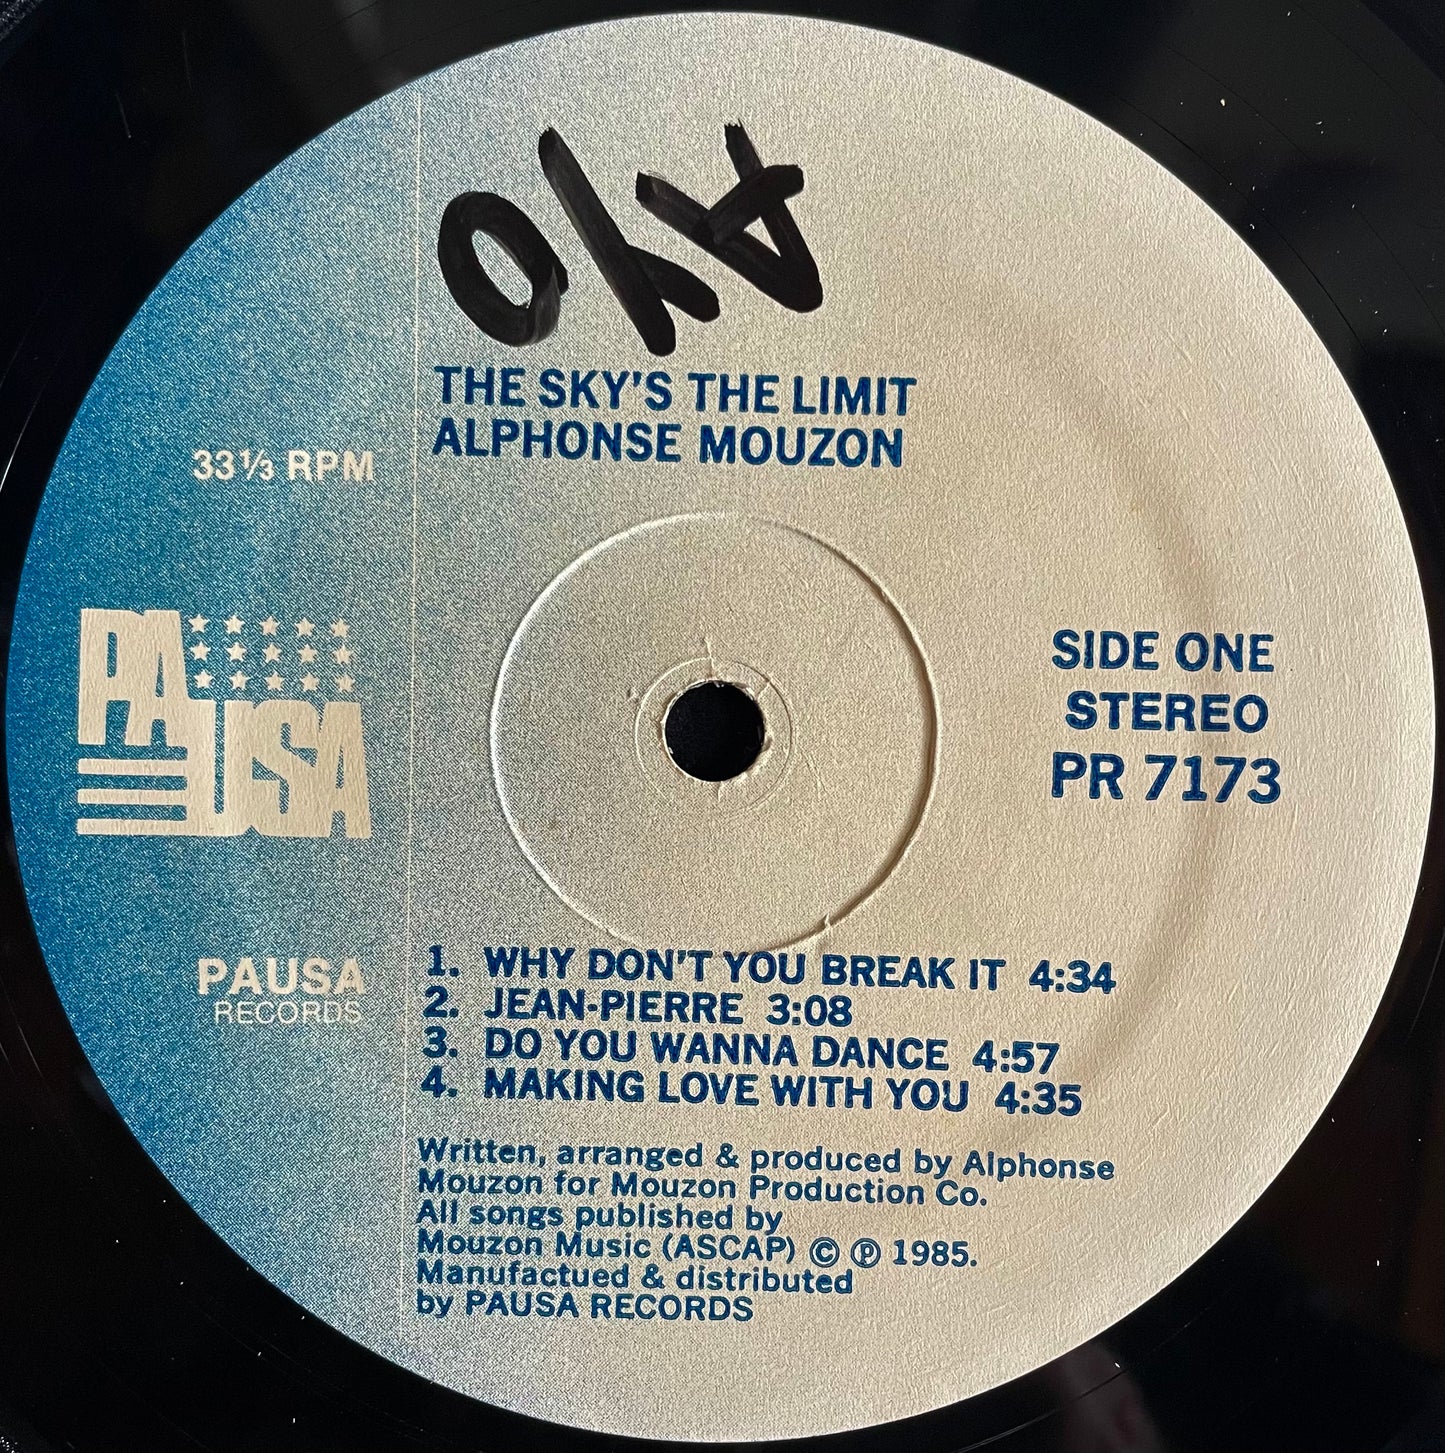 THE SKY'S THE LIMIT
ALPHONSE MOUZON
33⅓ RPM
PAUSA
SIDE ONE
STEREO
PR 7173
PAUSA
RECORDS
1. WHY DON'T YOU BREAK IT 4:34
2. JEAN-PIERRE 3:08
3. DO YOU WANNA DANCE 4:57
4. MAKING LOVE WITH YOU 4:35
Written, arranged & produced by Alphonse
Mouzon for Mouzon Production Co.
All songs published by
Mouzon Music (ASCAP) © ℗ 1985.
Manufactued & distributed
by PAUSA RECORDS